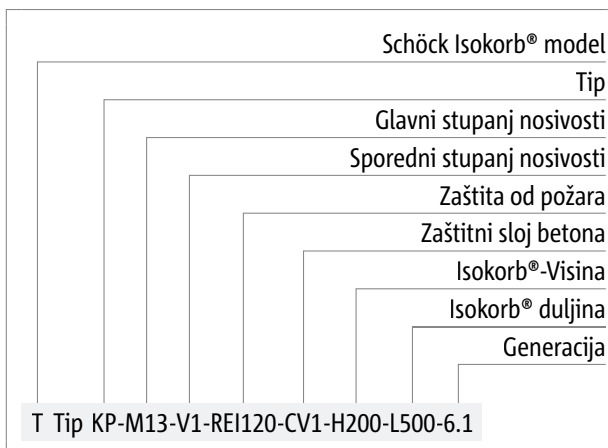 Schöck Isokorb® model
Tip
Glavni stupanj nosivosti
Sporedni stupanj nosivosti
Zaštita od požara
Zaštitni sloj betona
Isokorb®-Visina
Isokorb® duljina
Generacija
T Tip KP-M13-V1-REI120-CV1-H200-L500-6.1